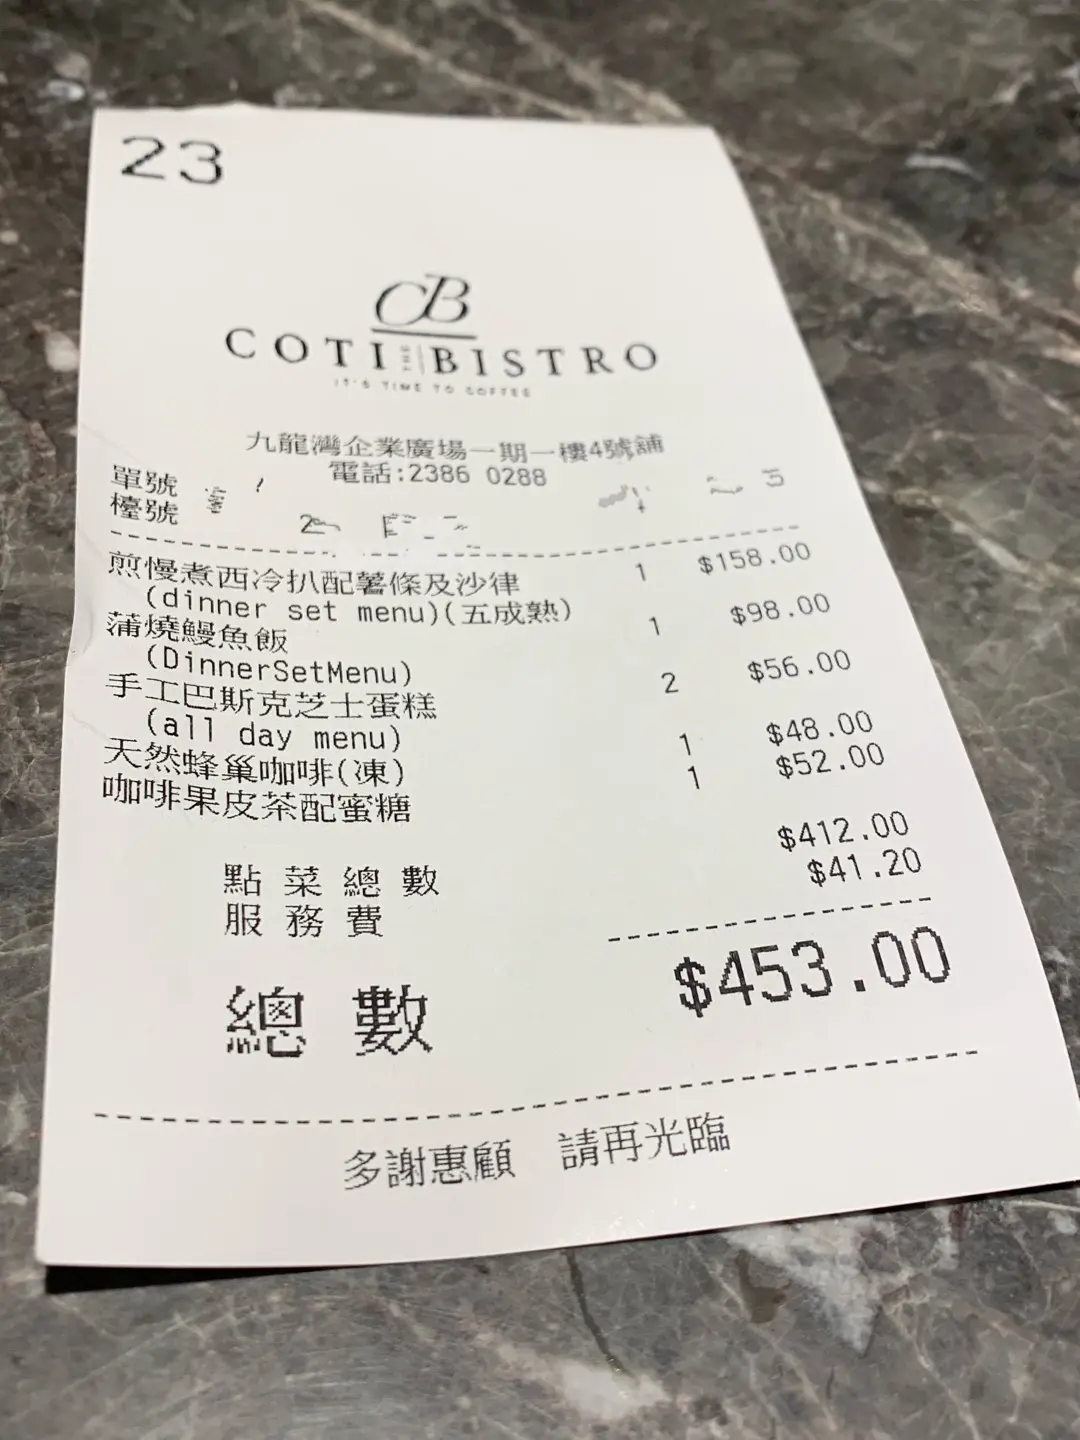 23
CB
COTI THE BISTRO
IT'S TIME TO COFFEE
九龍灣企業廣場一期一樓4號舖
電話:2386 0288
單號
檯號
煎慢煮西冷扒配薯條及沙律 1 $158.00
(dinner set menu)(五成熟)
蒲燒鰻魚飯 1 $98.00
(DinnerSetMenu)
手工巴斯克芝士蛋糕 2 $56.00
(all day menu)
天然蜂巢咖啡(凍) 1 $48.00
咖啡果皮茶配蜜糖 1 $52.00
點菜總數 $412.00
服務費 $41.20
總數 $453.00
多謝惠顧 請再光臨